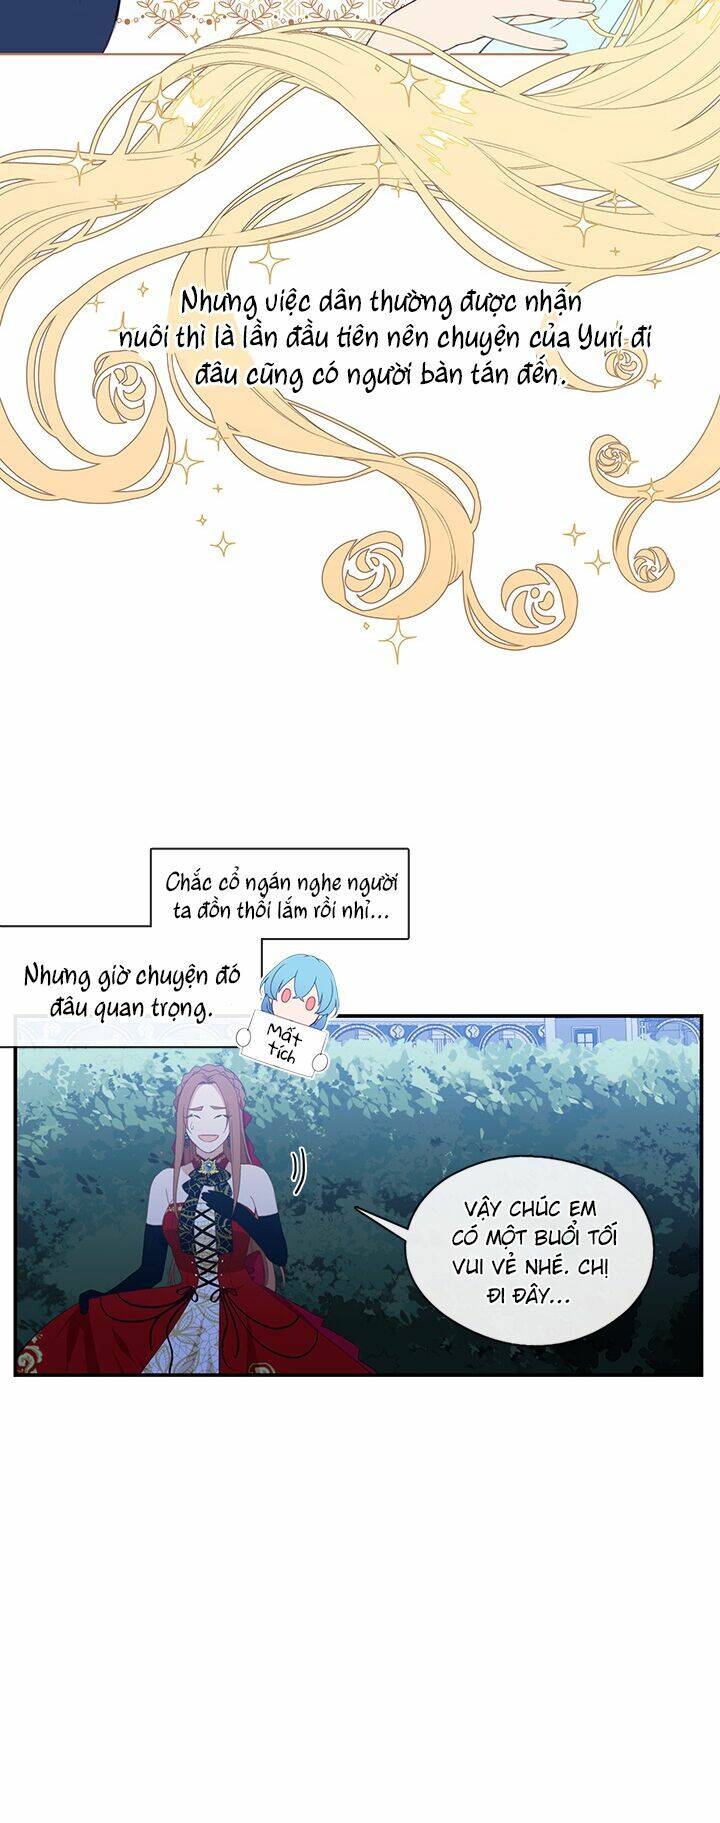 Nhưng việc dân thường được nhận
nuôi thì là lần đầu tiên nên chuyện của Yuri đi
đâu cũng có người bàn tán đến.
Chắc cổ ngán nghe người
ta đồn thổi lắm rồi nhỉ...
Nhưng giờ chuyện đó
đâu quan trọng.
Mất
tích
VẬY CHÚC EM
CÓ MỘT BUỔI TỐI
VUI VẺ NHÉ. CHỊ
ĐI ĐÂY...